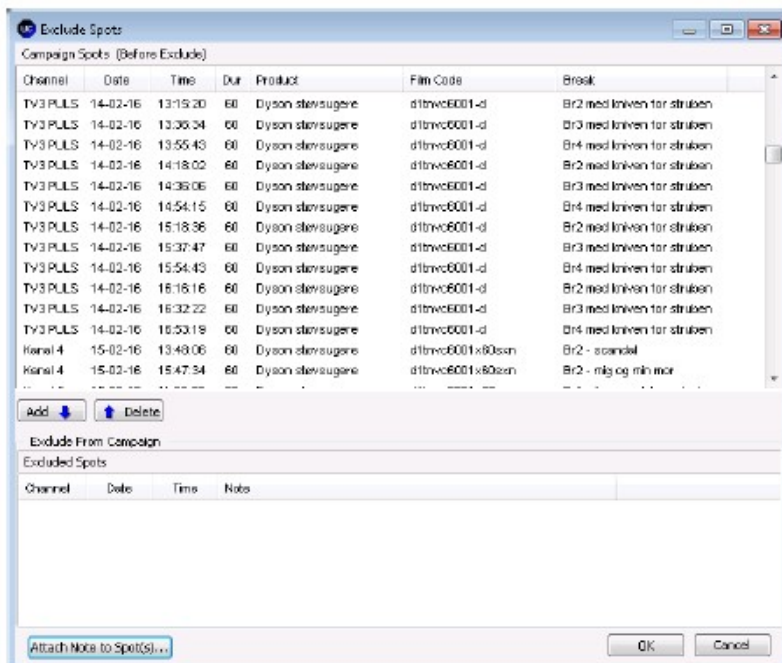 Exclude Spots
Campaign Spots (Before Exclude)
Channel Date Time Dur Product Film Code Break
TV3 PULS 14-02-16 13:15:20 60 Dyson støvsugere d1tnvc6001-d Br2 med kniven for struben
TV3 PULS 14-02-16 13:36:34 60 Dyson støvsugere d1tnvc6001-d Br3 med kniven for struben
TV3 PULS 14-02-16 13:55:43 60 Dyson støvsugere d1tnvc6001-d Br4 med kniven for struben
TV3 PULS 14-02-16 14:18:02 60 Dyson støvsugere d1tnvc6001-d Br2 med kniven for struben
TV3 PULS 14-02-16 14:36:06 60 Dyson støvsugere d1tnvc6001-d Br3 med kniven for struben
TV3 PULS 14-02-16 14:54:15 60 Dyson støvsugere d1tnvc6001-d Br4 med kniven for struben
TV3 PULS 14-02-16 15:18:36 60 Dyson støvsugere d1tnvc6001-d Br2 med kniven for struben
TV3 PULS 14-02-16 15:37:47 60 Dyson støvsugere d1tnvc6001-d Br3 med kniven for struben
TV3 PULS 14-02-16 15:54:43 60 Dyson støvsugere d1tnvc6001-d Br4 med kniven for struben
TV3 PULS 14-02-16 16:16:16 60 Dyson støvsugere d1tnvc6001-d Br2 med kniven for struben
TV3 PULS 14-02-16 16:32:22 60 Dyson støvsugere d1tnvc6001-d Br3 med kniven for struben
TV3 PULS 14-02-16 16:53:19 60 Dyson støvsugere d1tnvc6001-d Br4 med kniven for struben
Kanal 4 15-02-16 13:48:06 60 Dyson støvsugere d1tnvc6001x60sxn Br2 - scandal
Kanal 4 15-02-16 15:47:34 60 Dyson støvsugere d1tnvc6001x60sxn Br2 - mig og min mor
Add Delete
Exclude From Campaign
Excluded Spots
Channel Date Time Note
Attach Note to Spot(s)... OK Cancel